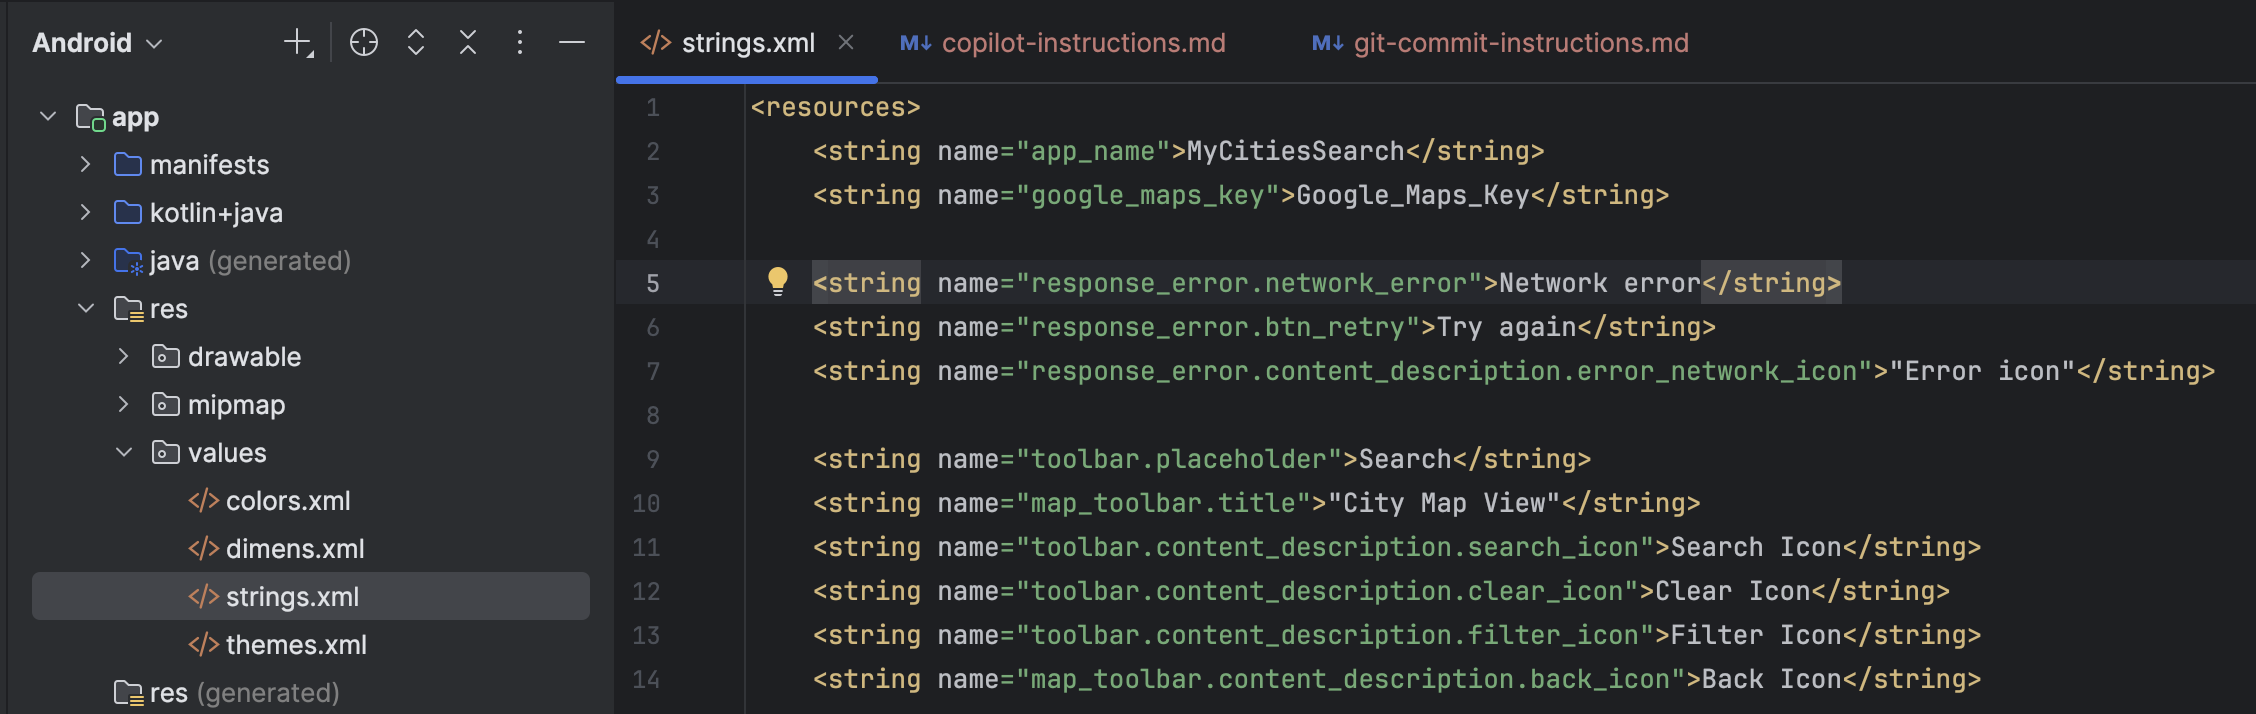 Android
app
manifests
kotlin+java
java (generated)
res
drawable
mipmap
values
</> colors.xml
</> dimens.xml
</> strings.xml
</> themes.xml
res (generated)
</> strings.xml
M↓ copilot-instructions.md
M↓ git-commit-instructions.md
1 <resources>
2 <string name="app_name">MyCitiesSearch</string>
3 <string name="google_maps_key">Google_Maps_Key</string>
4
5 <string name="response_error.network_error">Network error</string>
6 <string name="response_error.btn_retry">Try again</string>
7 <string name="response_error.content_description.error_network_icon">"Error icon"</string>
8
9 <string name="toolbar.placeholder">Search</string>
10 <string name="map_toolbar.title">"City Map View"</string>
11 <string name="toolbar.content_description.search_icon">Search Icon</string>
12 <string name="toolbar.content_description.clear_icon">Clear Icon</string>
13 <string name="toolbar.content_description.filter_icon">Filter Icon</string>
14 <string name="map_toolbar.content_description.back_icon">Back Icon</string>